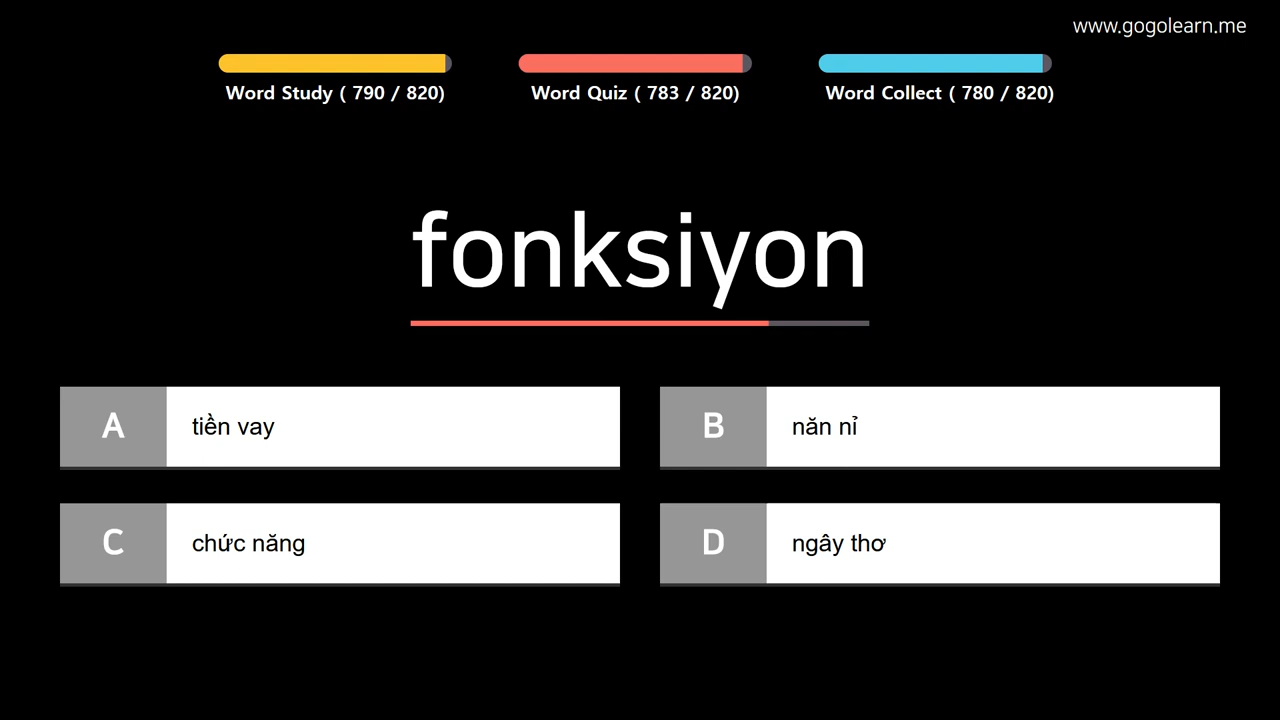 www.gogolearn.me
Word Study ( 790 / 820)
Word Quiz ( 783 / 820)
Word Collect ( 780 / 820)
fonksiyon
A tiền vay
B năn nỉ
C chức năng
D ngây thơ